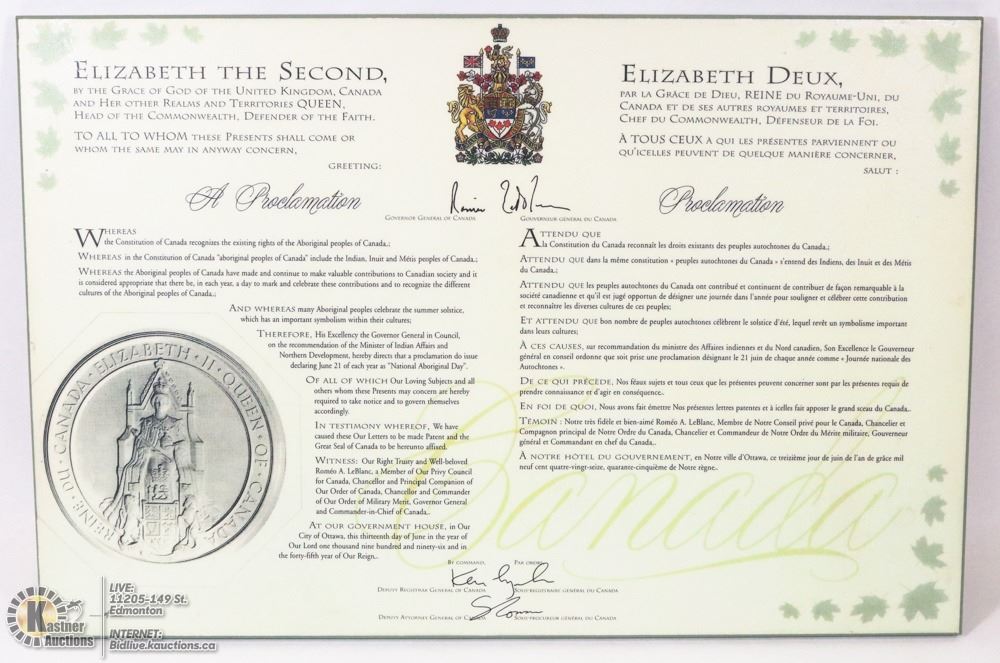 ELIZABETH THE SECOND,
BY THE GRACE OF GOD OF THE UNITED KINGDOM, CANADA
AND HER OTHER REALMS AND TERRITORIES QUEEN,
HEAD OF THE COMMONWEALTH, DEFENDER OF THE FAITH.
TO ALL TO WHOM THESE PRESENTS SHALL COME OR
WHOM THE SAME MAY IN ANYWAY CONCERN,
GREETING:
A Proclamation
GOVERNOR GENERAL OF CANADA
WHEREAS
the Constitution of Canada recognizes the existing rights of the Aboriginal peoples of Canada.;
WHEREAS in the Constitution of Canada "aboriginal peoples of Canada" include the Indian, Inuit and Métis peoples of Canada.;
WHEREAS the Aboriginal peoples of Canada have made and continue to make valuable contributions to Canadian society and it
is considered appropriate that there be, in each year, a day to mark and celebrate these contributions and to recognize the different
cultures of the Aboriginal peoples of Canada.;
AND WHEREAS many Aboriginal peoples celebrate the summer solstice,
which has an important symbolism within their cultures;
THEREFORE, His Excellency the Governor General in Council,
on the recommendation of the Minister of Indian Affairs and
Northern Development, hereby directs that a proclamation do issue
declaring June 21 of each year as "National Aboriginal Day".
OF ALL OF WHICH Our Loving Subjects and all
others whom these Presents may concern are hereby
required to take notice and to govern themselves
accordingly.
IN TESTIMONY WHEREOF, We have
caused these Our Letters to be made Patent and the
Great Seal of Canada to be hereunto affixed.
WITNESS: Our Right Trusty and Well-beloved
Roméo A. LeBlanc, a Member of Our Privy Council
for Canada, Chancellor and Principal Companion of
Our Order of Canada, Chancellor and Commander
of Our Order of Military Merit, Governor General
and Commander-in-Chief of Canada..
AT OUR GOVERNMENT HOUSE, in Our
City of Ottawa, this thirteenth day of June in the year of
Our Lord one thousand nine hundred and ninety-six and in
the forty-fifth year of Our Reign..
REINE · DU · CANADA · ELIZABETH · II · QUEEN · OF · CANADA
ELIZABETH DEUX,
PAR LA GRÂCE DE DIEU, REINE DU ROYAUME-UNI, DU
CANADA ET DE SES AUTRES ROYAUMES ET TERRITOIRES,
CHEF DU COMMONWEALTH, DÉFENSEUR DE LA FOI.
À TOUS CEUX A QUI LES PRÉSENTES PARVIENNENT OU
QU'ICELLES PEUVENT DE QUELQUE MANIÈRE CONCERNER,
SALUT :
Proclamation
GOUVERNEUR GÉNÉRAL DU CANADA
ATTENDU QUE
la Constitution du Canada reconnaît les droits existants des peuples autochtones du Canada.;
ATTENDU QUE dans la même constitution « peuples autochtones du Canada » s'entend des Indiens, des Inuit et des Métis
du Canada.;
ATTENDU QUE les peuples autochtones du Canada ont contribué et continuent de contribuer de façon remarquable à la
société canadienne et qu'il est jugé opportun de désigner une journée dans l'année pour souligner et célébrer cette contribution
et reconnaître les diverses cultures de ces peuples;
ET ATTENDU QUE bon nombre de peuples autochtones célèbrent le solstice d'été, lequel revêt un symbolisme important
dans leurs cultures;
À CES CAUSES, sur recommandation du ministre des Affaires indiennes et du Nord canadien, Son Excellence le Gouverneur
général en conseil ordonne que soit prise une proclamation désignant le 21 juin de chaque année comme « Journée nationale des
Autochtones ».
DE CE QUI PRÉCÈDE, Nos féaux sujets et tous ceux que les présentes peuvent concerner sont par les présentes requis de
prendre connaissance et d'agir en conséquence..
EN FOI DE QUOI, Nous avons fait émettre Nos présentes lettres patentes et à icelles fait apposer le grand sceau du Canada..
TÉMOIN : Notre très fidèle et bien-aimé Roméo A. LeBlanc, Membre de Notre Conseil privé pour le Canada, Chancelier et
Compagnon principal de Notre Ordre du Canada, Chancelier et Commandeur de Notre Ordre du Mérite militaire, Gouverneur
général et Commandant en chef du Canada..
À NOTRE HÔTEL DU GOUVERNEMENT, en Notre ville d'Ottawa, ce treizième jour de juin de l'an de grâce mil
neuf cent quatre-vingt-seize, quarante-cinquième de Notre règne..
Canada
BY COMMAND, PAR ORDRE,
DEPUTY REGISTRAR GENERAL OF CANADA SOUS-REGISTRAIRE GÉNÉRAL DU CANADA
DEPUTY ATTORNEY GENERAL OF CANADA SOUS-PROCUREUR GÉNÉRAL DU CANADA
Kastner
Auctions
LIVE:
11205-149 St.
Edmonton
INTERNET:
Bidlive.kauctions.ca